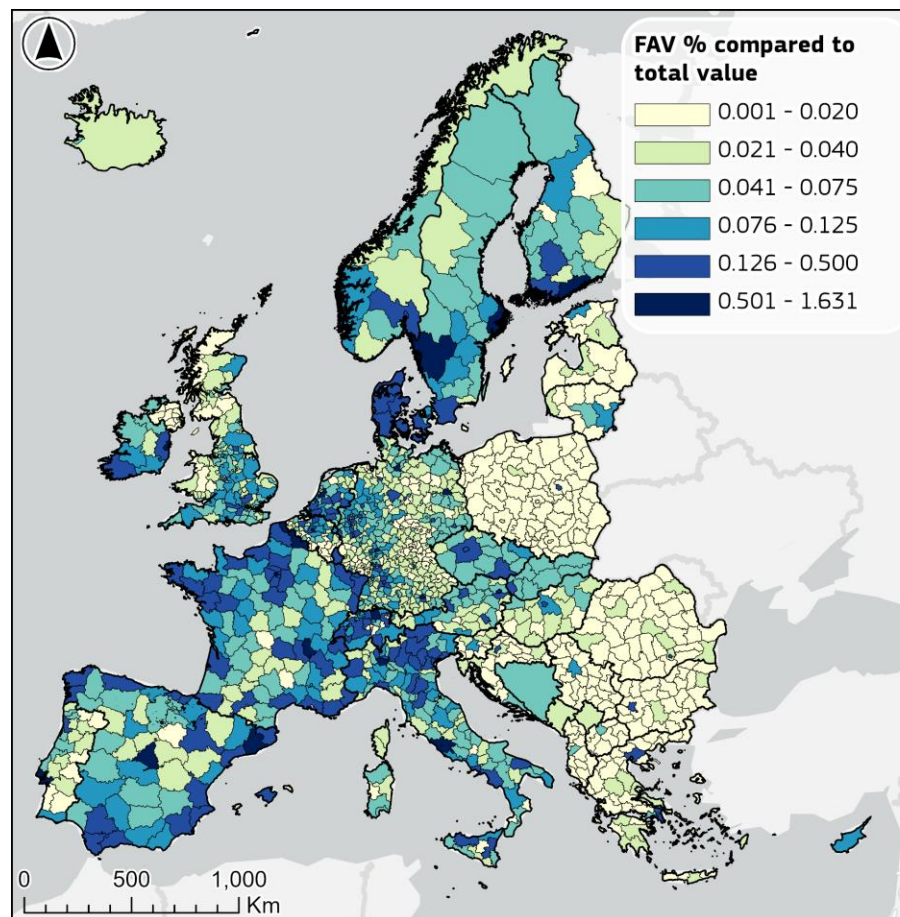 FAV % compared to
total value
0.001 - 0.020
0.021 - 0.040
0.041 - 0.075
0.076 - 0.125
0.126 - 0.500
0.501 - 1.631
0 500 1,000
Km